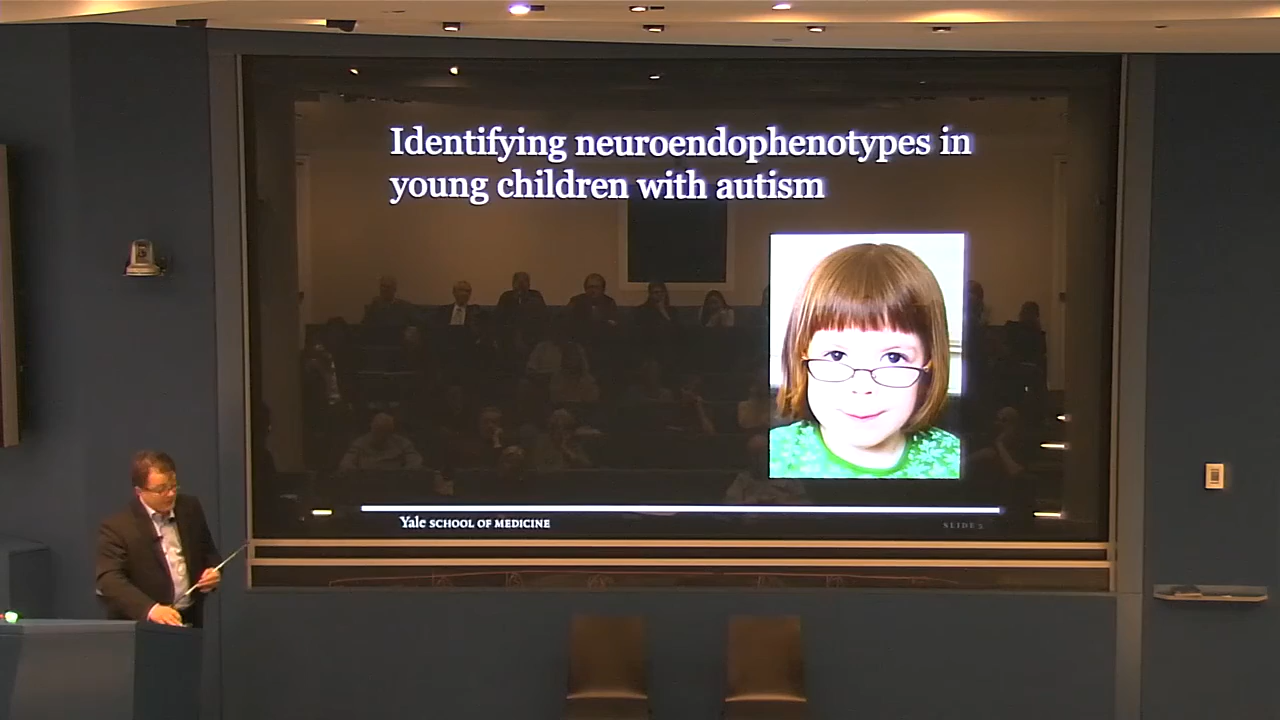 Identifying neuroendophenotypes in
young children with autism
Yale SCHOOL OF MEDICINE